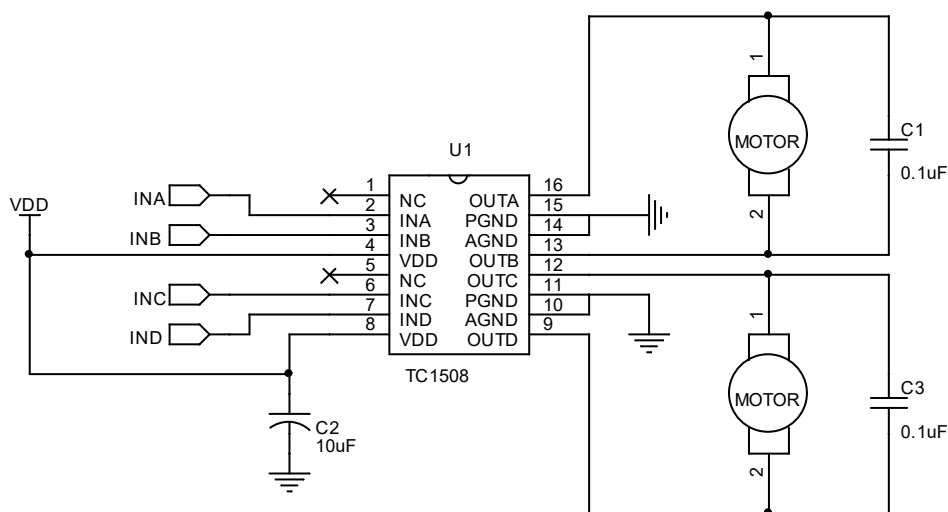 1
MOTOR
2
C1
0.1uF
U1
1
2
3
4
5
6
7
8
NC
INA
INB
VDD
NC
INC
IND
VDD
OUTA
PGND
AGND
OUTB
OUTC
PGND
AGND
OUTD
16
15
14
13
12
11
10
9
TC1508
INA
VDD
INB
INC
IND
C2
10uF
1
MOTOR
2
C3
0.1uF